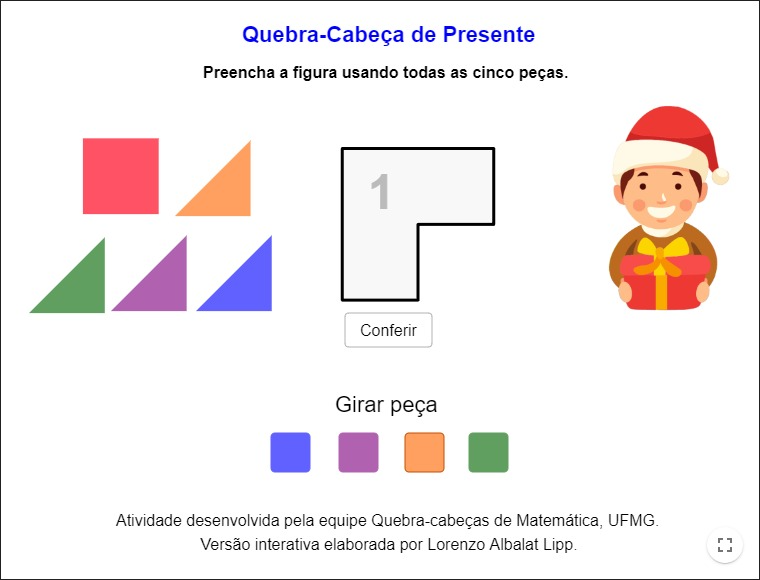 Quebra-Cabeça de Presente
Preencha a figura usando todas as cinco peças.
1
Conferir
Girar peça
Atividade desenvolvida pela equipe Quebra-cabeças de Matemática, UFMG.
Versão interativa elaborada por Lorenzo Albalat Lipp.